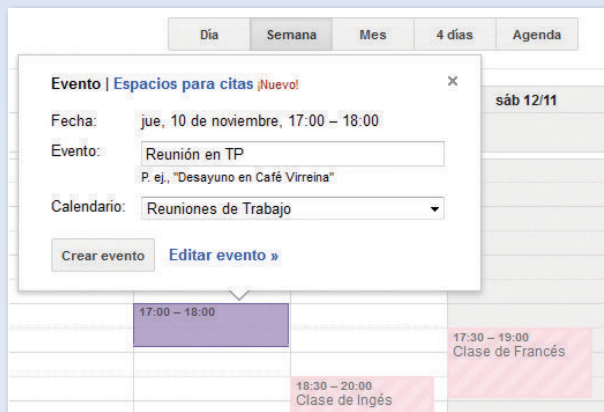 Día Semana Mes 4 días Agenda
Evento | Espacios para citas ¡Nuevo! ×
sáb 12/11
Fecha: jue, 10 de noviembre, 17:00 – 18:00
Evento: Reunión en TP
P. ej., "Desayuno en Café Virreina"
Calendario: Reuniones de Trabajo
Crear evento Editar evento »
17:00 – 18:00
17:30 – 19:00
Clase de Francés
18:30 – 20:00
Clase de Ingés